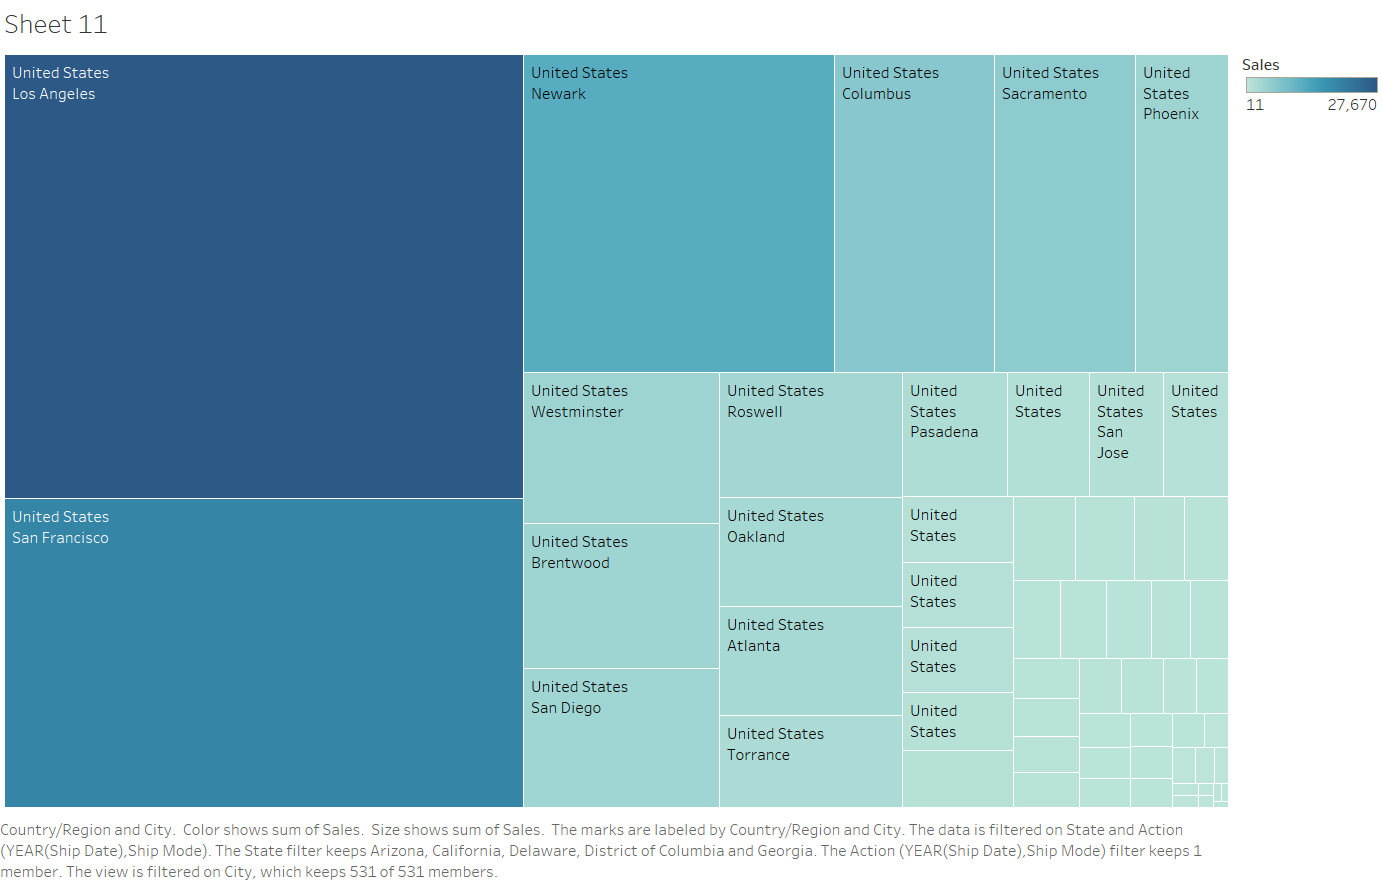 Sheet 11
United States
Los Angeles
United States
Newark
United States
Columbus
United States
Sacramento
United
States
Phoenix
Sales
11 27,670
United States
Westminster
United States
Roswell
United
States
Pasadena
United
States
United
States
San
Jose
United
States
United States
San Francisco
United States
Brentwood
United States
Oakland
United
States
United
States
United States
Atlanta
United
States
United States
San Diego
United States
Torrance
United
States
Country/Region and City.  Color shows sum of Sales.  Size shows sum of Sales.  The marks are labeled by Country/Region and City. The data is filtered on State and Action
(YEAR(Ship Date),Ship Mode). The State filter keeps Arizona, California, Delaware, District of Columbia and Georgia. The Action (YEAR(Ship Date),Ship Mode) filter keeps 1
member. The view is filtered on City, which keeps 531 of 531 members.